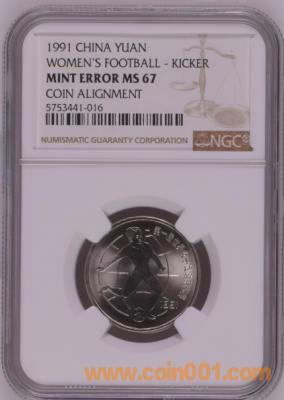 1991 CHINA YUAN
WOMEN'S FOOTBALL - KICKER
MINT ERROR MS 67
COIN ALIGNMENT
5753441-016
NUMISMATIC GUARANTY CORPORATION
NGC
1991
www.coin001.com